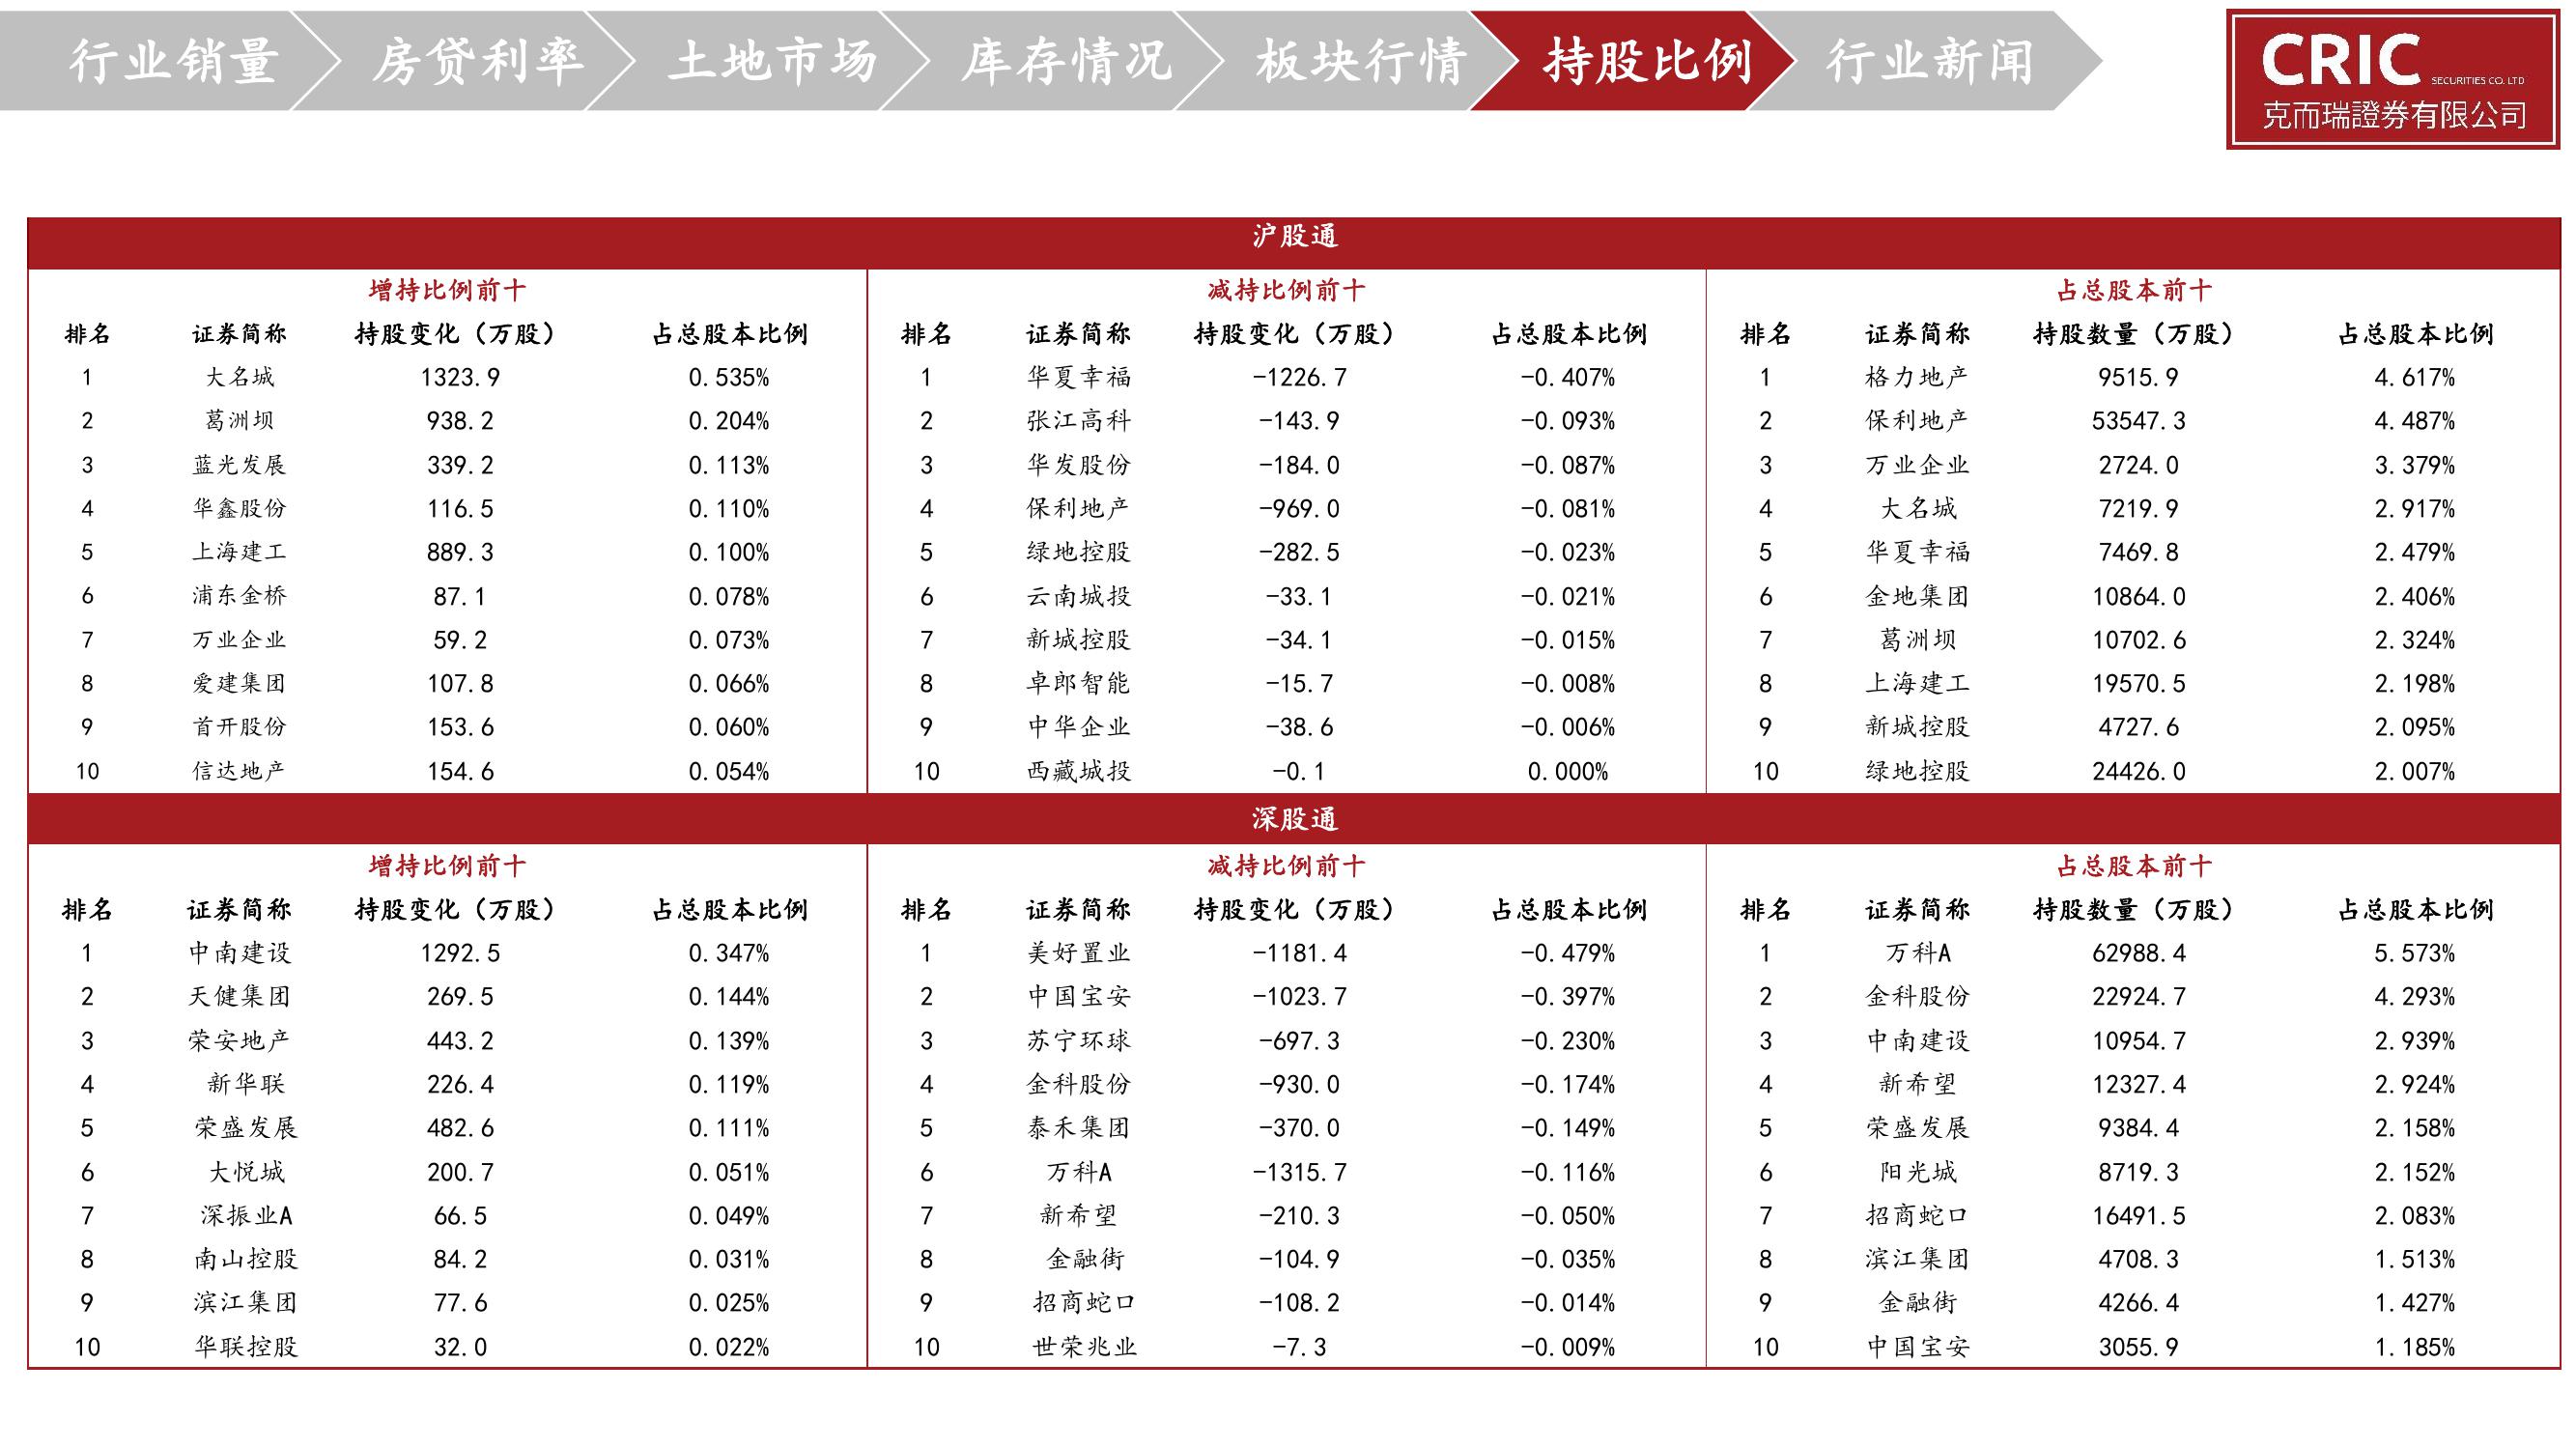 行业销量 房贷利率 土地市场 库存情况 板块行情 持股比例 行业新闻
CRIC SECURITIES CO. LTD
克而瑞證券有限公司
沪股通
增持比例前十 减持比例前十 占总股本前十
排名 证券简称 持股变化（万股） 占总股本比例 排名 证券简称 持股变化（万股） 占总股本比例 排名 证券简称 持股数量（万股） 占总股本比例
1 大名城 1323.9 0.535% 1 华夏幸福 -1226.7 -0.407% 1 格力地产 9515.9 4.617%
2 葛洲坝 938.2 0.204% 2 张江高科 -143.9 -0.093% 2 保利地产 53547.3 4.487%
3 蓝光发展 339.2 0.113% 3 华发股份 -184.0 -0.087% 3 万业企业 2724.0 3.379%
4 华鑫股份 116.5 0.110% 4 保利地产 -969.0 -0.081% 4 大名城 7219.9 2.917%
5 上海建工 889.3 0.100% 5 绿地控股 -282.5 -0.023% 5 华夏幸福 7469.8 2.479%
6 浦东金桥 87.1 0.078% 6 云南城投 -33.1 -0.021% 6 金地集团 10864.0 2.406%
7 万业企业 59.2 0.073% 7 新城控股 -34.1 -0.015% 7 葛洲坝 10702.6 2.324%
8 爱建集团 107.8 0.066% 8 卓郎智能 -15.7 -0.008% 8 上海建工 19570.5 2.198%
9 首开股份 153.6 0.060% 9 中华企业 -38.6 -0.006% 9 新城控股 4727.6 2.095%
10 信达地产 154.6 0.054% 10 西藏城投 -0.1 0.000% 10 绿地控股 24426.0 2.007%
深股通
增持比例前十 减持比例前十 占总股本前十
排名 证券简称 持股变化（万股） 占总股本比例 排名 证券简称 持股变化（万股） 占总股本比例 排名 证券简称 持股数量（万股） 占总股本比例
1 中南建设 1292.5 0.347% 1 美好置业 -1181.4 -0.479% 1 万科A 62988.4 5.573%
2 天健集团 269.5 0.144% 2 中国宝安 -1023.7 -0.397% 2 金科股份 22924.7 4.293%
3 荣安地产 443.2 0.139% 3 苏宁环球 -697.3 -0.230% 3 中南建设 10954.7 2.939%
4 新华联 226.4 0.119% 4 金科股份 -930.0 -0.174% 4 新希望 12327.4 2.924%
5 荣盛发展 482.6 0.111% 5 泰禾集团 -370.0 -0.149% 5 荣盛发展 9384.4 2.158%
6 大悦城 200.7 0.051% 6 万科A -1315.7 -0.116% 6 阳光城 8719.3 2.152%
7 深振业A 66.5 0.049% 7 新希望 -210.3 -0.050% 7 招商蛇口 16491.5 2.083%
8 南山控股 84.2 0.031% 8 金融街 -104.9 -0.035% 8 滨江集团 4708.3 1.513%
9 滨江集团 77.6 0.025% 9 招商蛇口 -108.2 -0.014% 9 金融街 4266.4 1.427%
10 华联控股 32.0 0.022% 10 世荣兆业 -7.3 -0.009% 10 中国宝安 3055.9 1.185%